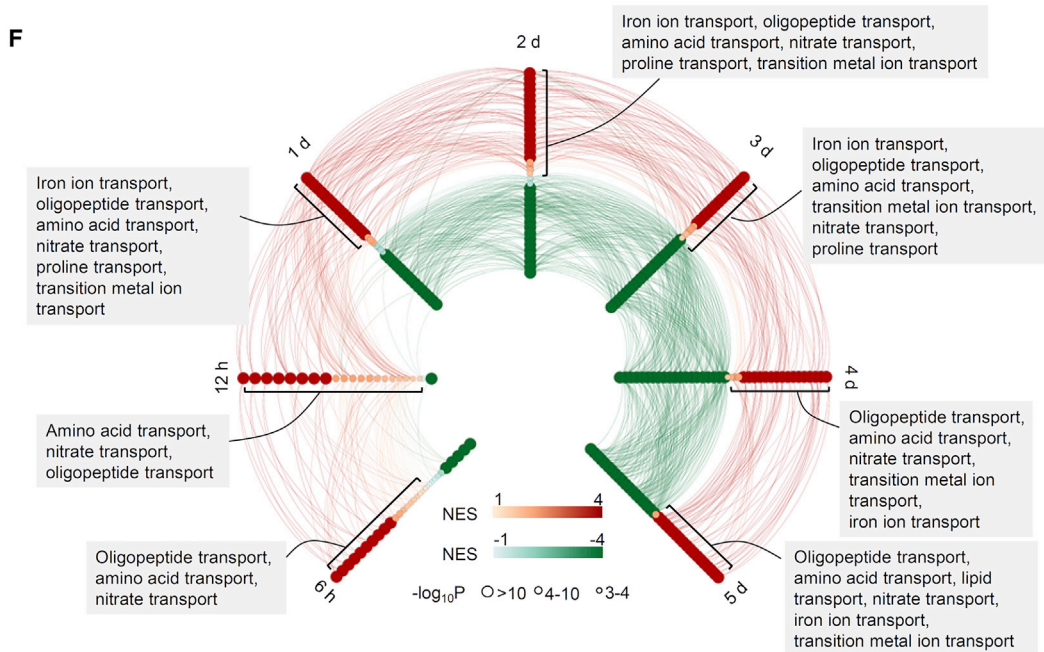 F
2 d
Iron ion transport, oligopeptide transport,
amino acid transport, nitrate transport,
proline transport, transition metal ion transport
1 d
3 d
Iron ion transport,
oligopeptide transport,
amino acid transport,
transition metal ion transport,
nitrate transport,
proline transport
Iron ion transport,
oligopeptide transport,
amino acid transport,
nitrate transport,
proline transport,
transition metal ion
transport
12 h
4 d
Amino acid transport,
nitrate transport,
oligopeptide transport
Oligopeptide transport,
amino acid transport,
nitrate transport,
transition metal ion
transport,
iron ion transport
Oligopeptide transport,
amino acid transport,
nitrate transport
6 h
NES 1 4
NES -1 -4
-log10P >10 4-10 3-4
5 d
Oligopeptide transport,
amino acid transport, lipid
transport, nitrate transport,
iron ion transport,
transition metal ion transport